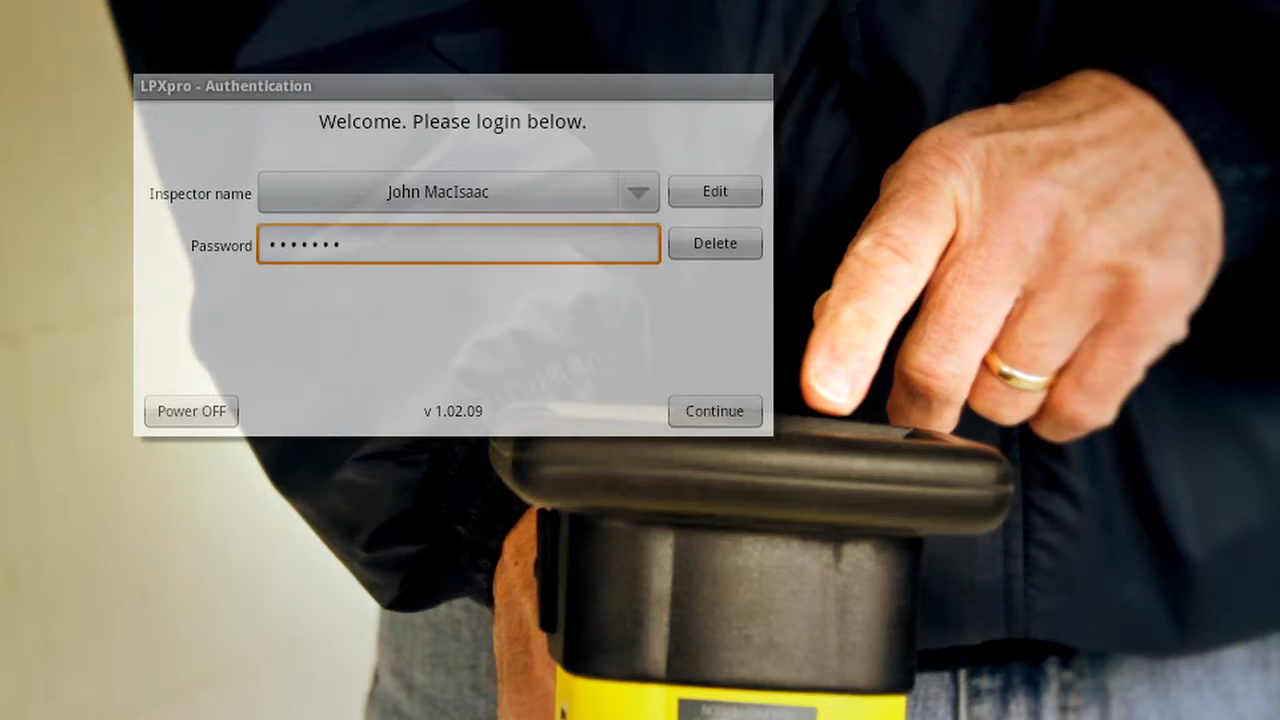 LPXpro - Authentication
Welcome. Please login below.
Inspector name John MacIsaac Edit
Password ••••••• Delete
Power OFF v 1.02.09 Continue